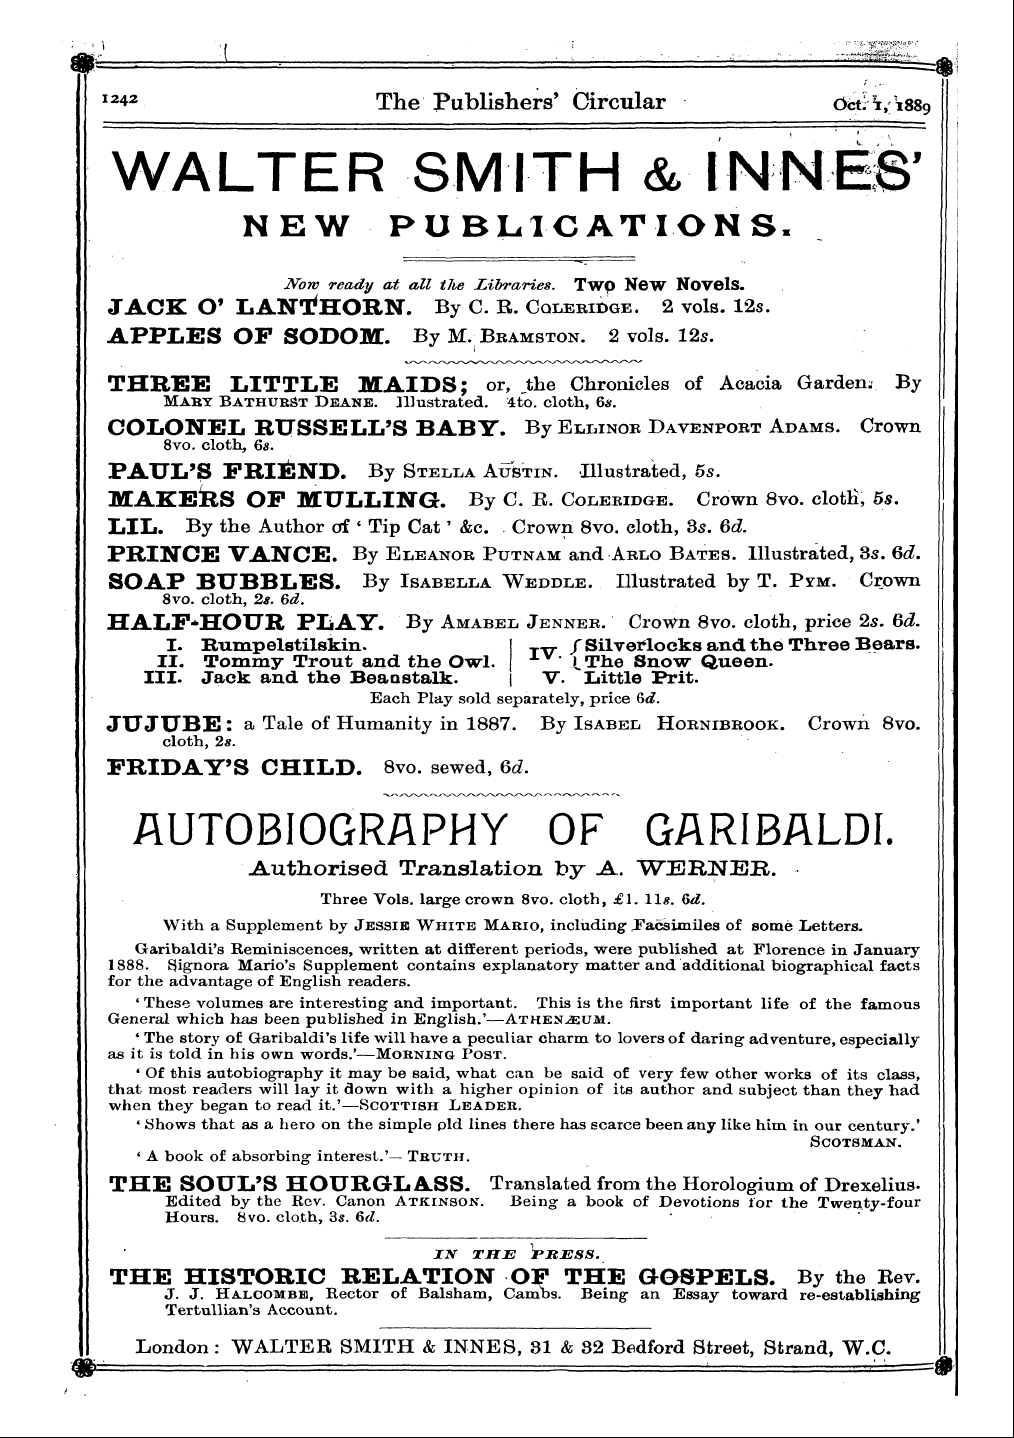 1242 The Publishers' Circular Oct. 1, 1889
WALTER SMITH & INNES'
NEW PUBLICATIONS.
Now ready at all the Libraries. Two New Novels.
JACK O' LANTHORN. By C. R. COLERIDGE. 2 vols. 12s.
APPLES OF SODOM. By M. BRAMSTON. 2 vols. 12s.
THREE LITTLE MAIDS; or, the Chronicles of Acacia Garden. By
MARY BATHURST DEANE. Illustrated. 4to. cloth, 6s.
COLONEL RUSSELL'S BABY. By ELLINOR DAVENPORT ADAMS. Crown
8vo. cloth, 6s.
PAUL'S FRIEND. By STELLA AUSTIN. Illustrated, 5s.
MAKERS OF MULLING. By C. R. COLERIDGE. Crown 8vo. cloth, 5s.
LIL. By the Author of ' Tip Cat ' &c. Crown 8vo. cloth, 3s. 6d.
PRINCE VANCE. By ELEANOR PUTNAM and ARLO BATES. Illustrated, 3s. 6d.
SOAP BUBBLES. By ISABELLA WEDDLE. Illustrated by T. PYM. Crown
8vo. cloth, 2s. 6d.
HALF-HOUR PLAY. By AMABEL JENNER. Crown 8vo. cloth, price 2s. 6d.
I. Rumpelstilskin.
II. Tommy Trout and the Owl.
III. Jack and the Beanstalk.
IV. { Silverlocks and the Three Bears.
The Snow Queen.
V. Little Prit.
Each Play sold separately, price 6d.
JUJUBE: a Tale of Humanity in 1887. By ISABEL HORNIBROOK. Crown 8vo.
cloth, 2s.
FRIDAY'S CHILD. 8vo. sewed, 6d.
AUTOBIOGRAPHY OF GARIBALDI.
Authorised Translation by A. WERNER.
Three Vols. large crown 8vo. cloth, £1. 11s. 6d.
With a Supplement by JESSIE WHITE MARIO, including Facsimiles of some Letters.
Garibaldi's Reminiscences, written at different periods, were published at Florence in January
1888. Signora Mario's Supplement contains explanatory matter and additional biographical facts
for the advantage of English readers.
' These volumes are interesting and important. This is the first important life of the famous
General which has been published in English.'—ATHENÆUM.
' The story of Garibaldi's life will have a peculiar charm to lovers of daring adventure, especially
as it is told in his own words.'—MORNING POST.
' Of this autobiography it may be said, what can be said of very few other works of its class,
that most readers will lay it down with a higher opinion of its author and subject than they had
when they began to read it.'—SCOTTISH LEADER.
' Shows that as a hero on the simple old lines there has scarce been any like him in our century.'
SCOTSMAN.
' A book of absorbing interest.'—TRUTH.
THE SOUL'S HOURGLASS. Translated from the Horologium of Drexelius.
Edited by the Rev. Canon ATKINSON. Being a book of Devotions for the Twenty-four
Hours. 8vo. cloth, 3s. 6d.
IN THE PRESS.
THE HISTORIC RELATION OF THE GOSPELS. By the Rev.
J. J. HALCOMBE, Rector of Balsham, Cambs. Being an Essay toward re-establishing
Tertullian's Account.
London : WALTER SMITH & INNES, 31 & 32 Bedford Street, Strand, W.C.